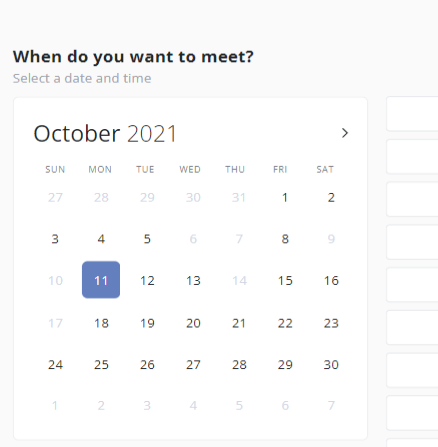 When do you want to meet?
Select a date and time
October 2021
SUN MON TUE WED THU FRI SAT
27 28 29 30 31 1 2
3 4 5 6 7 8 9
10 11 12 13 14 15 16
17 18 19 20 21 22 23
24 25 26 27 28 29 30
1 2 3 4 5 6 7